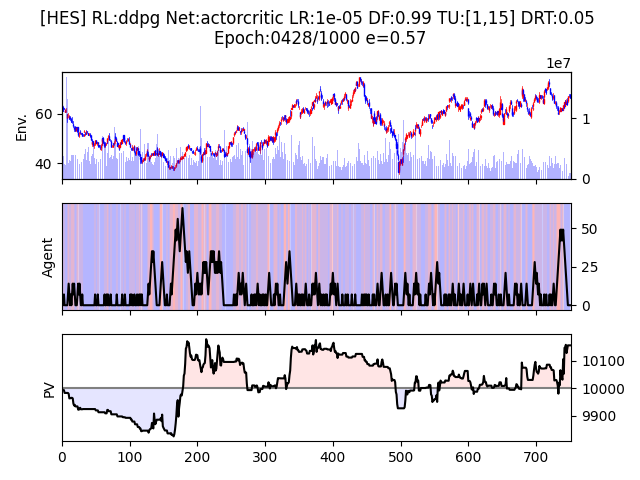 [HES] RL:ddpg Net:actorcritic LR:1e-05 DF:0.99 TU:[1,15] DRT:0.05
Epoch:0428/1000 e=0.57
1e7
Env.
60
40
1
0
Agent
50
25
0
PV
10100
10000
9900
0 100 200 300 400 500 600 700